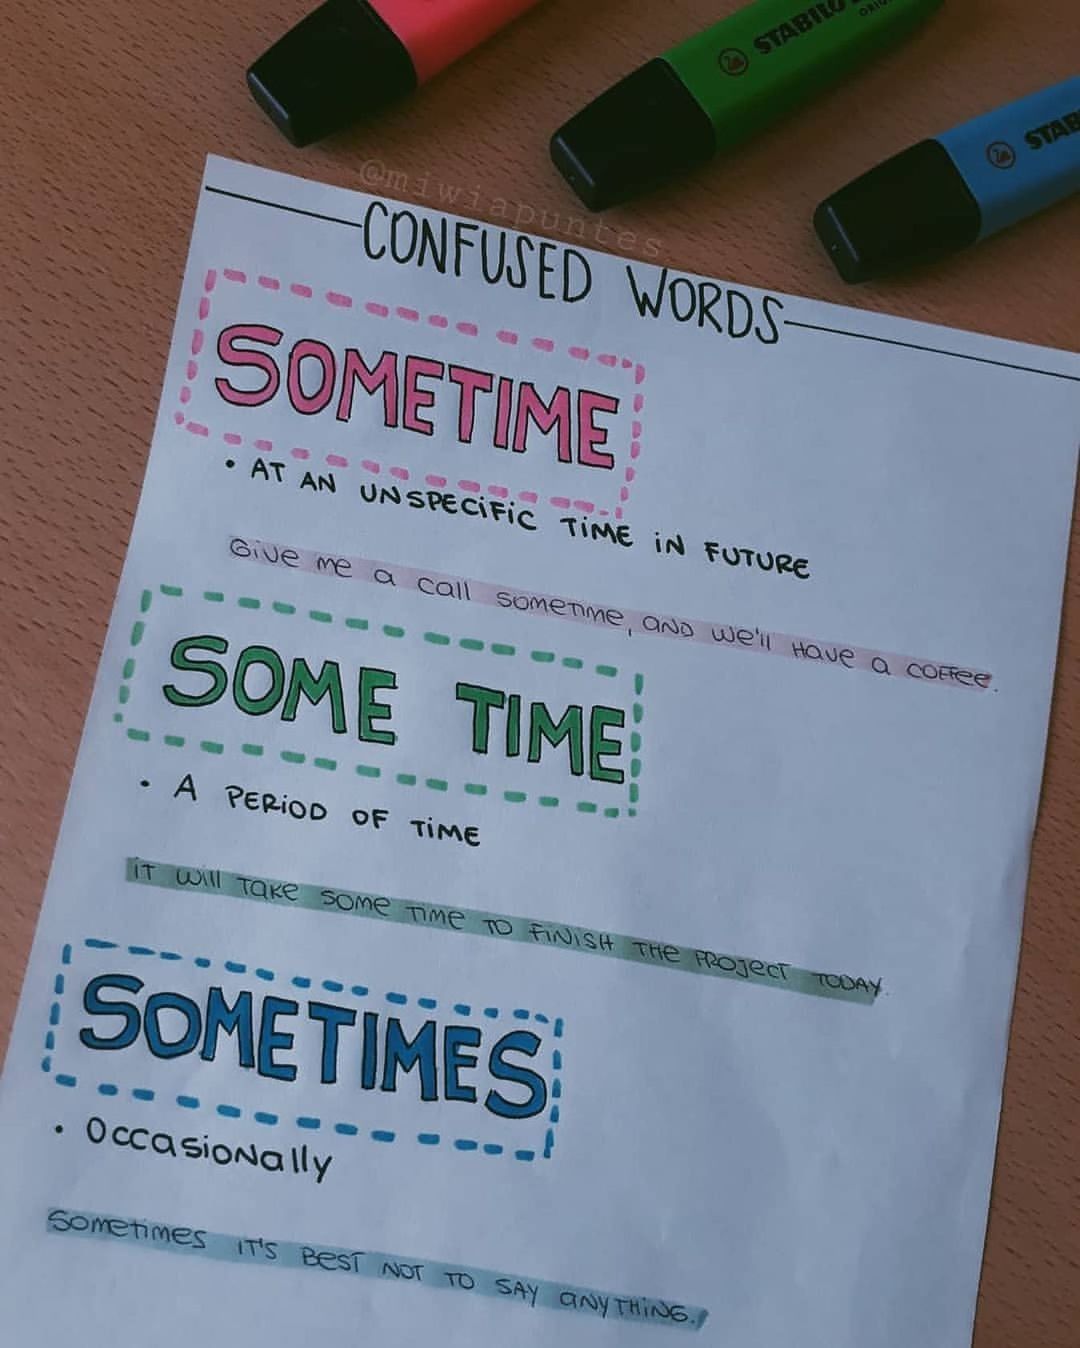 STABILO
STAB
@miwiapuntes
CONFUSED WORDS
SOMETIME
• AT AN UNSPECIFIC TIME IN FUTURE
Give me a call sometime, and we'll have a coffee.
SOME TIME
• A PERIOD OF TIME
it will take some time to finish the project today.
SOMETIMES
• Occasionally
Sometimes it's best not to say anything.